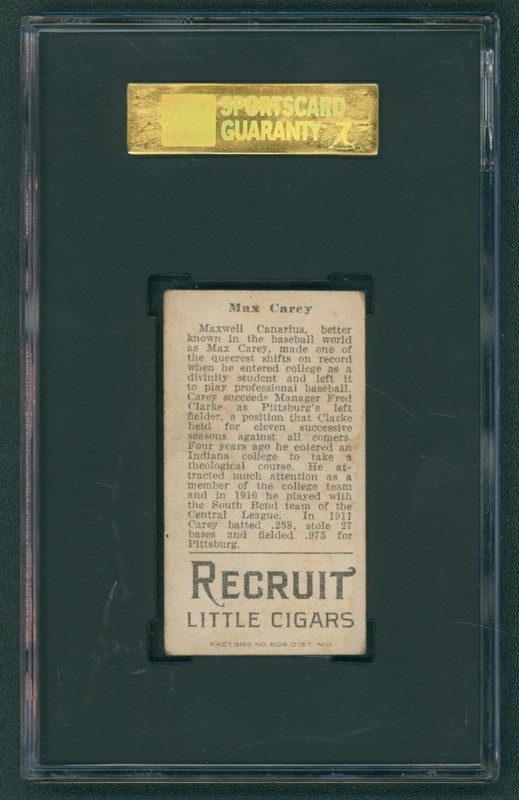 SPORTSCARD
GUARANTY
Max Carey
Maxwell Canarius, better
known in the baseball world
as Max Carey, made one of
the queerest shifts on record
when he entered college as a
divinity student and left it
to play professional baseball.
Carey succeeds Manager Fred
Clarke as Pittsburg's left
fielder, a position that Clarke
held for eleven successive
seasons against all comers.
Four years ago he entered an
Indiana college to take a
theological course. He at-
tracted much attention as a
member of the college team
and in 1910 he played with
the South Bend team of the
Central League. In 1911
Carey batted .258, stole 27
bases and fielded .975 for
Pittsburg.
RECRUIT
LITTLE CIGARS
FACTORY NO. 606 DIST. MO.